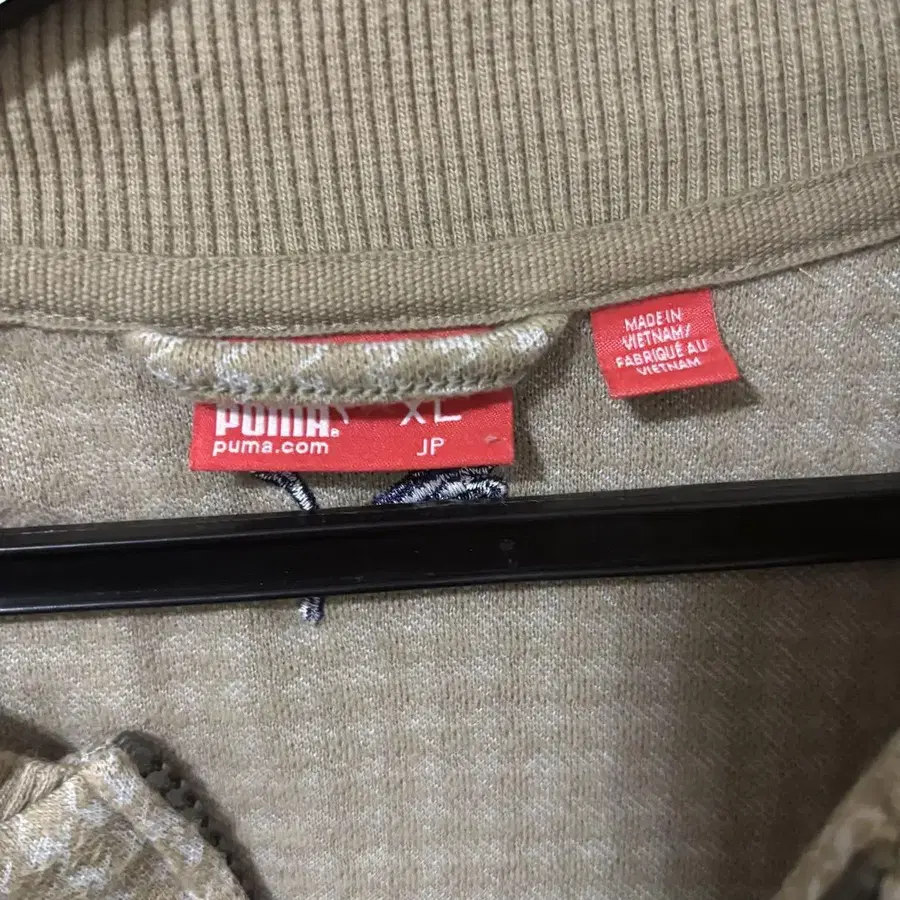 PUMA® XL
puma.com JP
MADE IN
VIETNAM/
FABRIQUÉ AU
VIETNAM